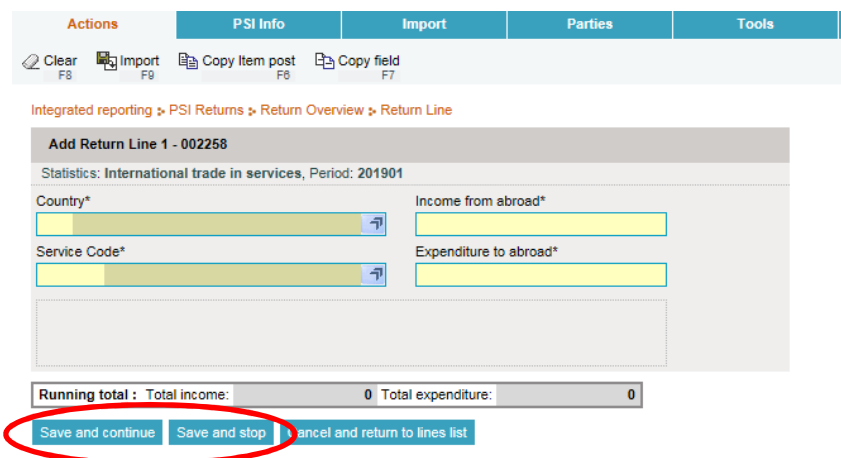 Actions PSI Info Import Parties Tools
Clear Import Copy Item post Copy field
F8 F9 F6 F7
Integrated reporting :- PSI Returns :- Return Overview :- Return Line
Add Return Line 1 - 002258
Statistics: International trade in services, Period: 201901
Country* Income from abroad*
Service Code* Expenditure to abroad*
Running total : Total income: 0 Total expenditure: 0
Save and continue Save and stop Cancel and return to lines list